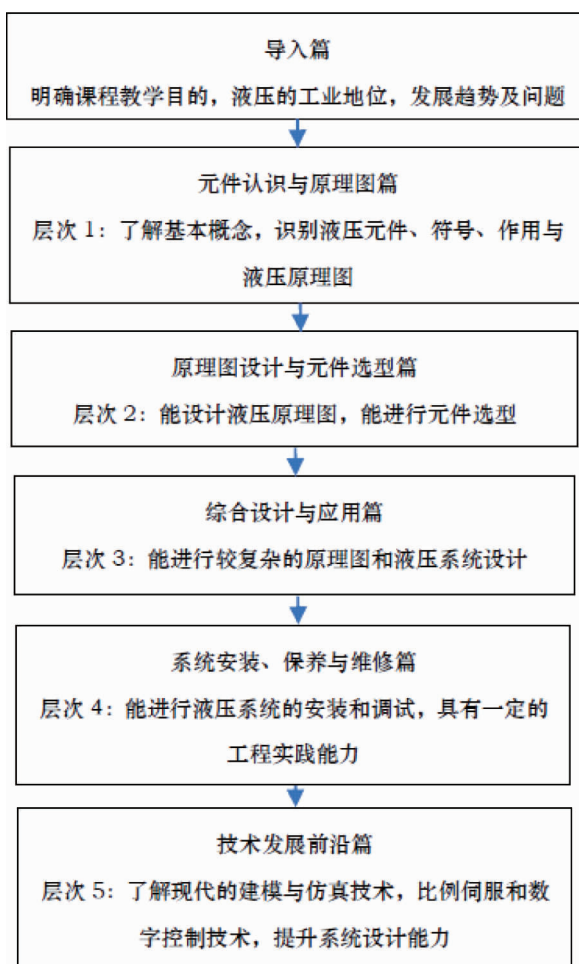 导入篇
明确课程教学目的，液压的工业地位，发展趋势及问题
元件认识与原理图篇
层次 1：了解基本概念，识别液压元件、符号、作用与
液压原理图
原理图设计与元件选型篇
层次 2：能设计液压原理图，能进行元件选型
综合设计与应用篇
层次 3：能进行较复杂的原理图和液压系统设计
系统安装、保养与维修篇
层次 4：能进行液压系统的安装和调试，具有一定的
工程实践能力
技术发展前沿篇
层次 5：了解现代的建模与仿真技术，比例伺服和数
字控制技术，提升系统设计能力